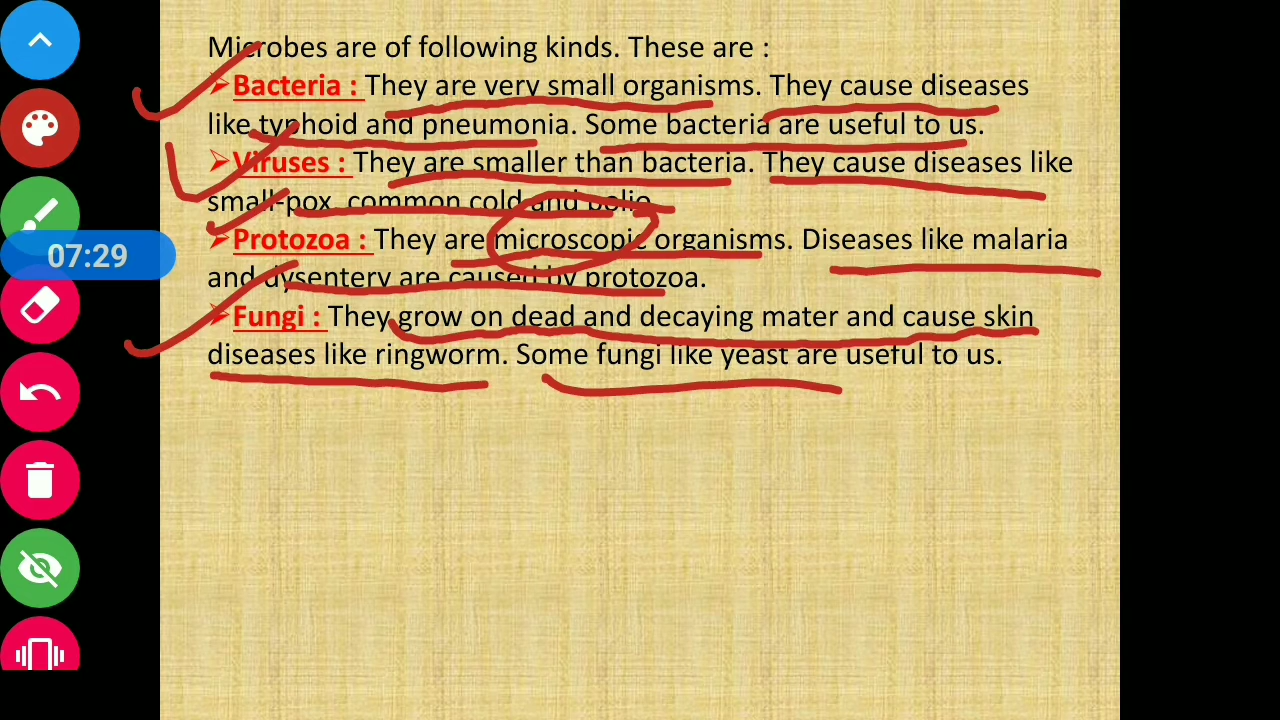 Microbes are of following kinds. These are :
➢Bacteria : They are very small organisms. They cause diseases
like typhoid and pneumonia. Some bacteria are useful to us.
➢Viruses : They are smaller than bacteria. They cause diseases like
small-pox, common cold and polio.
➢Protozoa : They are microscopic organisms. Diseases like malaria
and dysentery are caused by protozoa.
➢Fungi : They grow on dead and decaying mater and cause skin
diseases like ringworm. Some fungi like yeast are useful to us.
07:29